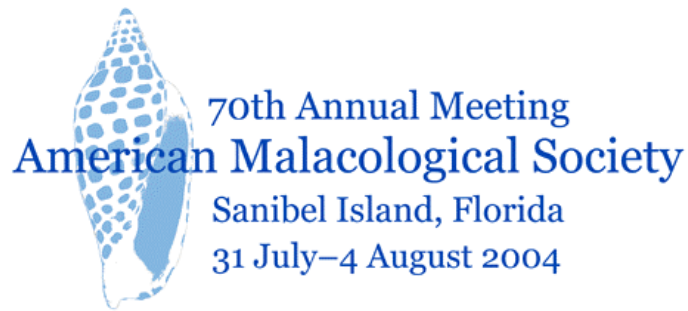 70th Annual Meeting
American Malacological Society
Sanibel Island, Florida
31 July–4 August 2004